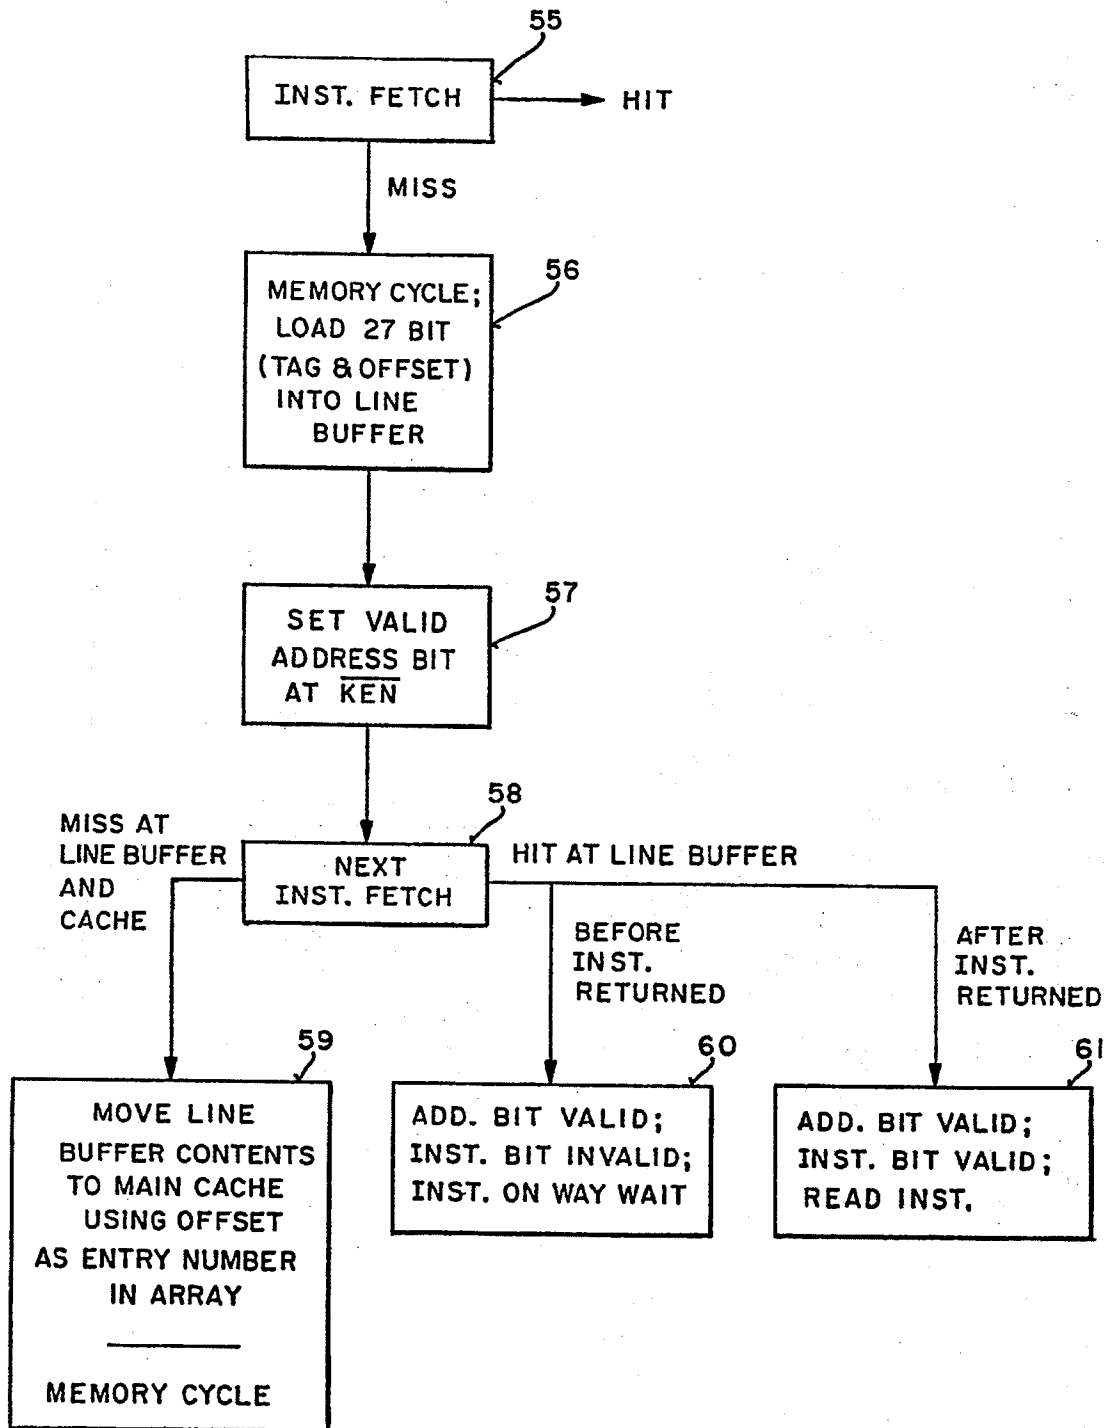 55
INST. FETCH
HIT
MISS
56
MEMORY CYCLE;
LOAD 27 BIT
(TAG & OFFSET)
INTO LINE
BUFFER
57
SET VALID
ADDRESS BIT
AT K̅E̅N̅
58
MISS AT
LINE BUFFER
AND
CACHE
NEXT
INST. FETCH
HIT AT LINE BUFFER
BEFORE
INST.
RETURNED
AFTER
INST.
RETURNED
59
MOVE LINE
BUFFER CONTENTS
TO MAIN CACHE
USING OFFSET
AS ENTRY NUMBER
IN ARRAY
MEMORY CYCLE
60
ADD. BIT VALID;
INST. BIT INVALID;
INST. ON WAY WAIT
61
ADD. BIT VALID;
INST. BIT VALID;
READ INST.